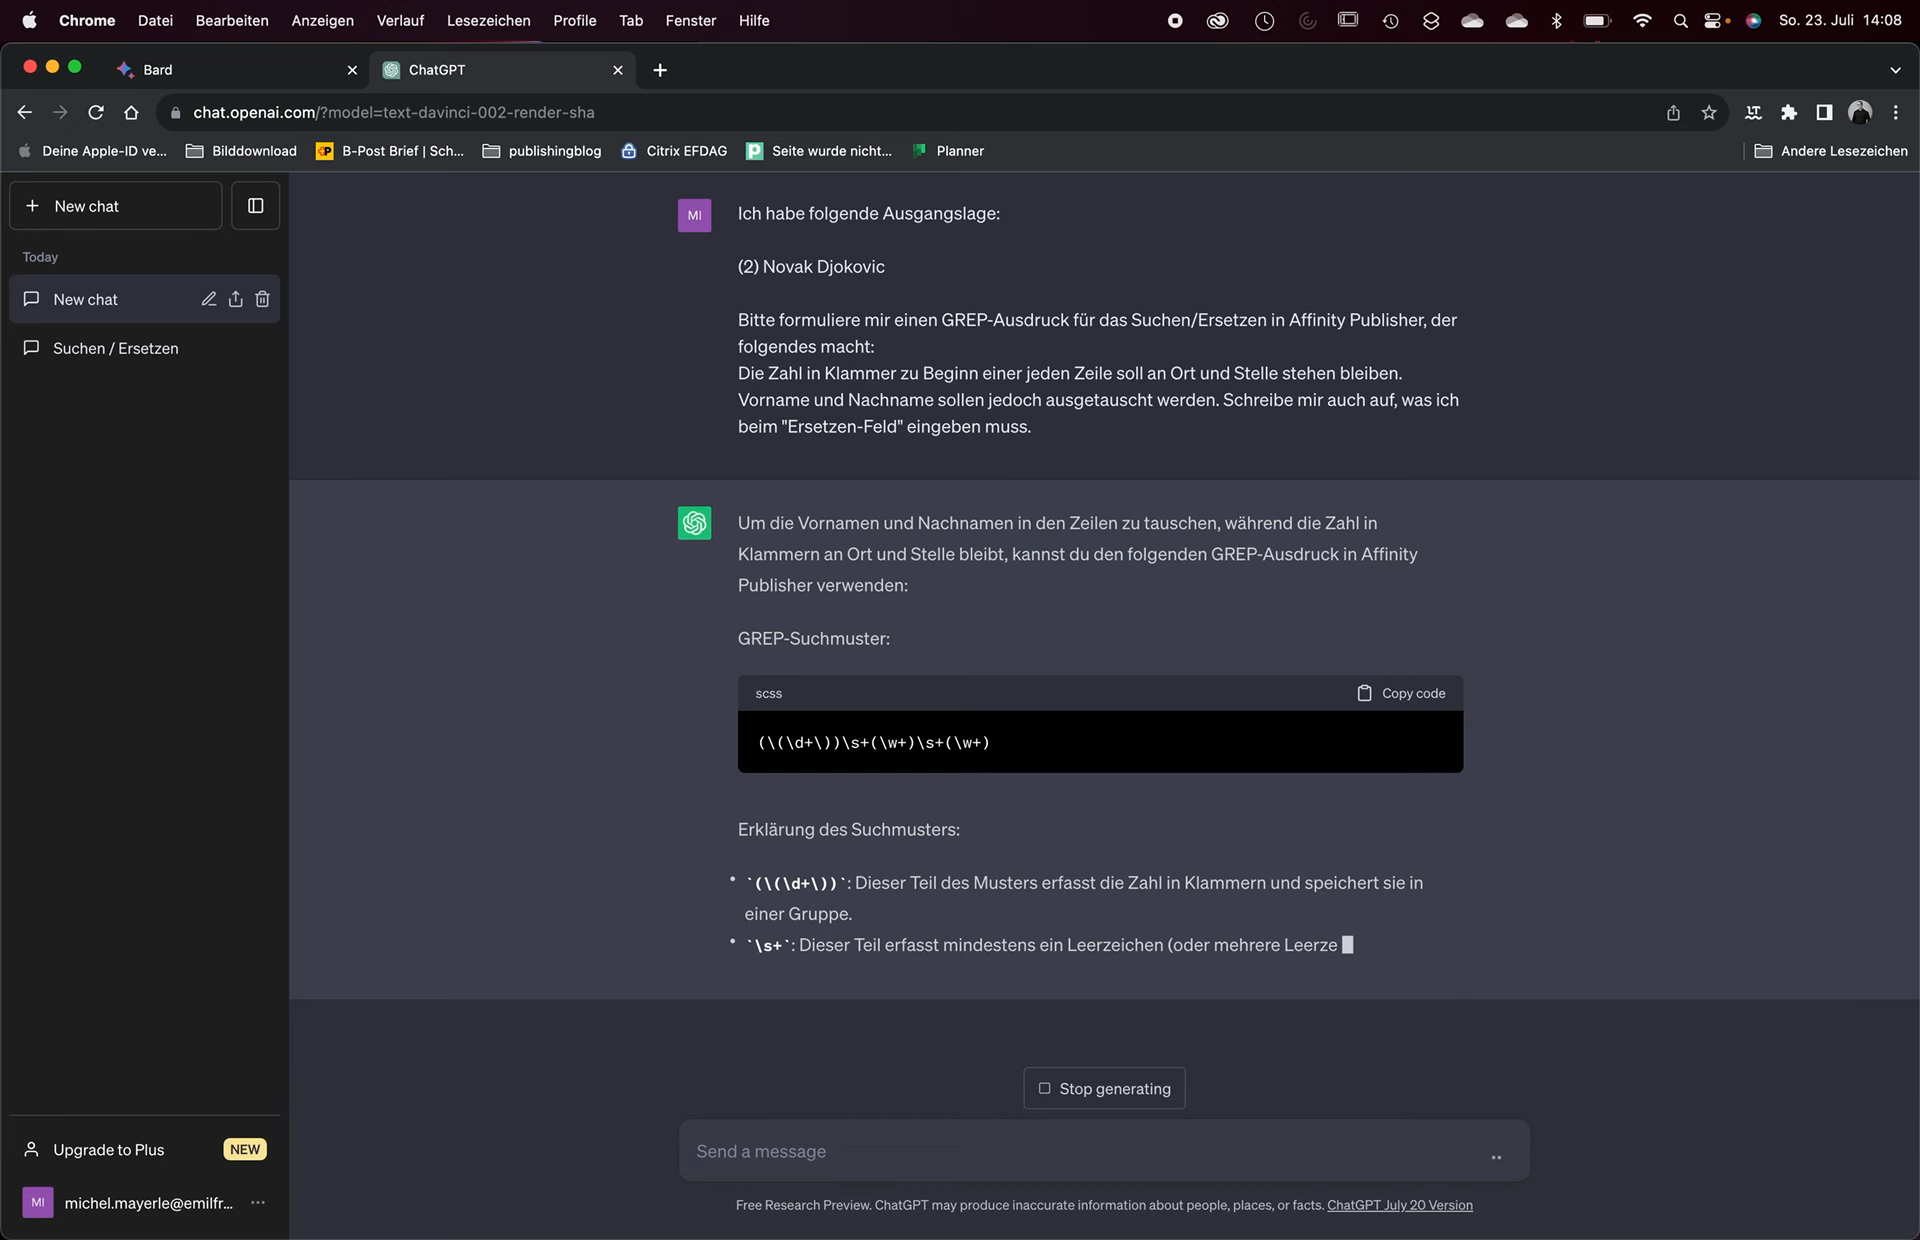 Chrome Datei Bearbeiten Anzeigen Verlauf Lesezeichen Profile Tab Fenster Hilfe So. 23. Juli 14:08
Bard ChatGPT
chat.openai.com/?model=text-davinci-002-render-sha
Deine Apple-ID ve... Bilddownload B-Post Brief | Sch... publishingblog Citrix EFDAG Seite wurde nicht... Planner Andere Lesezeichen
New chat
Today
New chat
Suchen / Ersetzen
MI
Ich habe folgende Ausgangslage:
(2) Novak Djokovic
Bitte formuliere mir einen GREP-Ausdruck für das Suchen/Ersetzen in Affinity Publisher, der
folgendes macht:
Die Zahl in Klammer zu Beginn einer jeden Zeile soll an Ort und Stelle stehen bleiben.
Vorname und Nachname sollen jedoch ausgetauscht werden. Schreibe mir auch auf, was ich
beim "Ersetzen-Feld" eingeben muss.
Um die Vornamen und Nachnamen in den Zeilen zu tauschen, während die Zahl in
Klammern an Ort und Stelle bleibt, kannst du den folgenden GREP-Ausdruck in Affinity
Publisher verwenden:
GREP-Suchmuster:
scss Copy code
(\(\d+\))\s+(\w+)\s+(\w+)
Erklärung des Suchmusters:
• `(\(\d+\))`: Dieser Teil des Musters erfasst die Zahl in Klammern und speichert sie in
einer Gruppe.
• `\s+`: Dieser Teil erfasst mindestens ein Leerzeichen (oder mehrere Leerze
Stop generating
Send a message
Free Research Preview. ChatGPT may produce inaccurate information about people, places, or facts. ChatGPT July 20 Version
Upgrade to Plus NEW
MI michel.mayerle@emilfr...